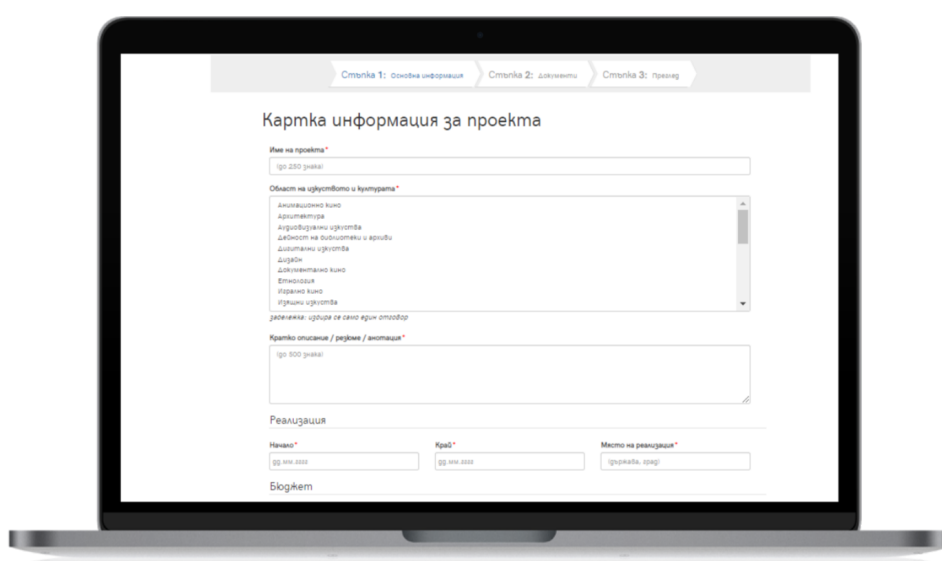 Стъпка 1: Основна информация
Стъпка 2: Документи
Стъпка 3: Преглед
Картка информация за проекта
Име на проекта*
(до 250 знака)
Област на изкуството и културата*
Анимационно кино
Архитектура
Аудиовизуални изкуства
Дейност на библиотеки и архиви
Дигитални изкуства
Дизайн
Документално кино
Етнология
Игрално кино
Изящни изкуства
забележка: избира се само един отговор
Кратко описание / резюме / анотация*
(до 500 знака)
Реализация
Начало*
Край*
Място на реализация*
дд.мм.гггг
дд.мм.гггг
(държава, град)
Бюджет